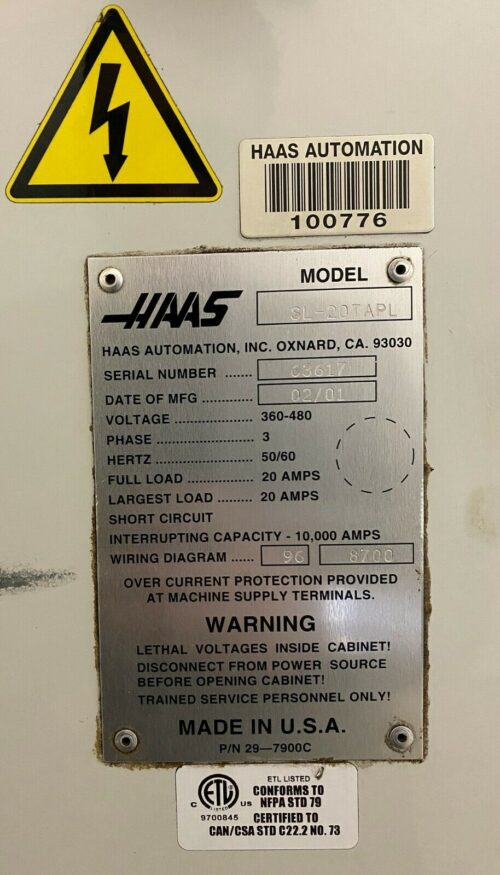 HAAS AUTOMATION
100776
MODEL
HAAS SL-20TAPL
HAAS AUTOMATION, INC. OXNARD, CA. 93030
SERIAL NUMBER ....... 63617
DATE OF MFG ........... 02/01
VOLTAGE ........................ 360-480
PHASE ............................. 3
HERTZ ............................. 50/60
FULL LOAD .................... 20 AMPS
LARGEST LOAD ........... 20 AMPS
SHORT CIRCUIT
INTERRUPTING CAPACITY - 10,000 AMPS
WIRING DIAGRAM ...... 96 8700
OVER CURRENT PROTECTION PROVIDED
AT MACHINE SUPPLY TERMINALS.
WARNING
LETHAL VOLTAGES INSIDE CABINET!
DISCONNECT FROM POWER SOURCE
BEFORE OPENING CABINET!
TRAINED SERVICE PERSONNEL ONLY!
MADE IN U.S.A.
P/N 29—7900C
ETL LISTED
CONFORMS TO
NFPA STD 79
C ETL US
9700845
CERTIFIED TO
CAN/CSA STD C22.2 NO. 73